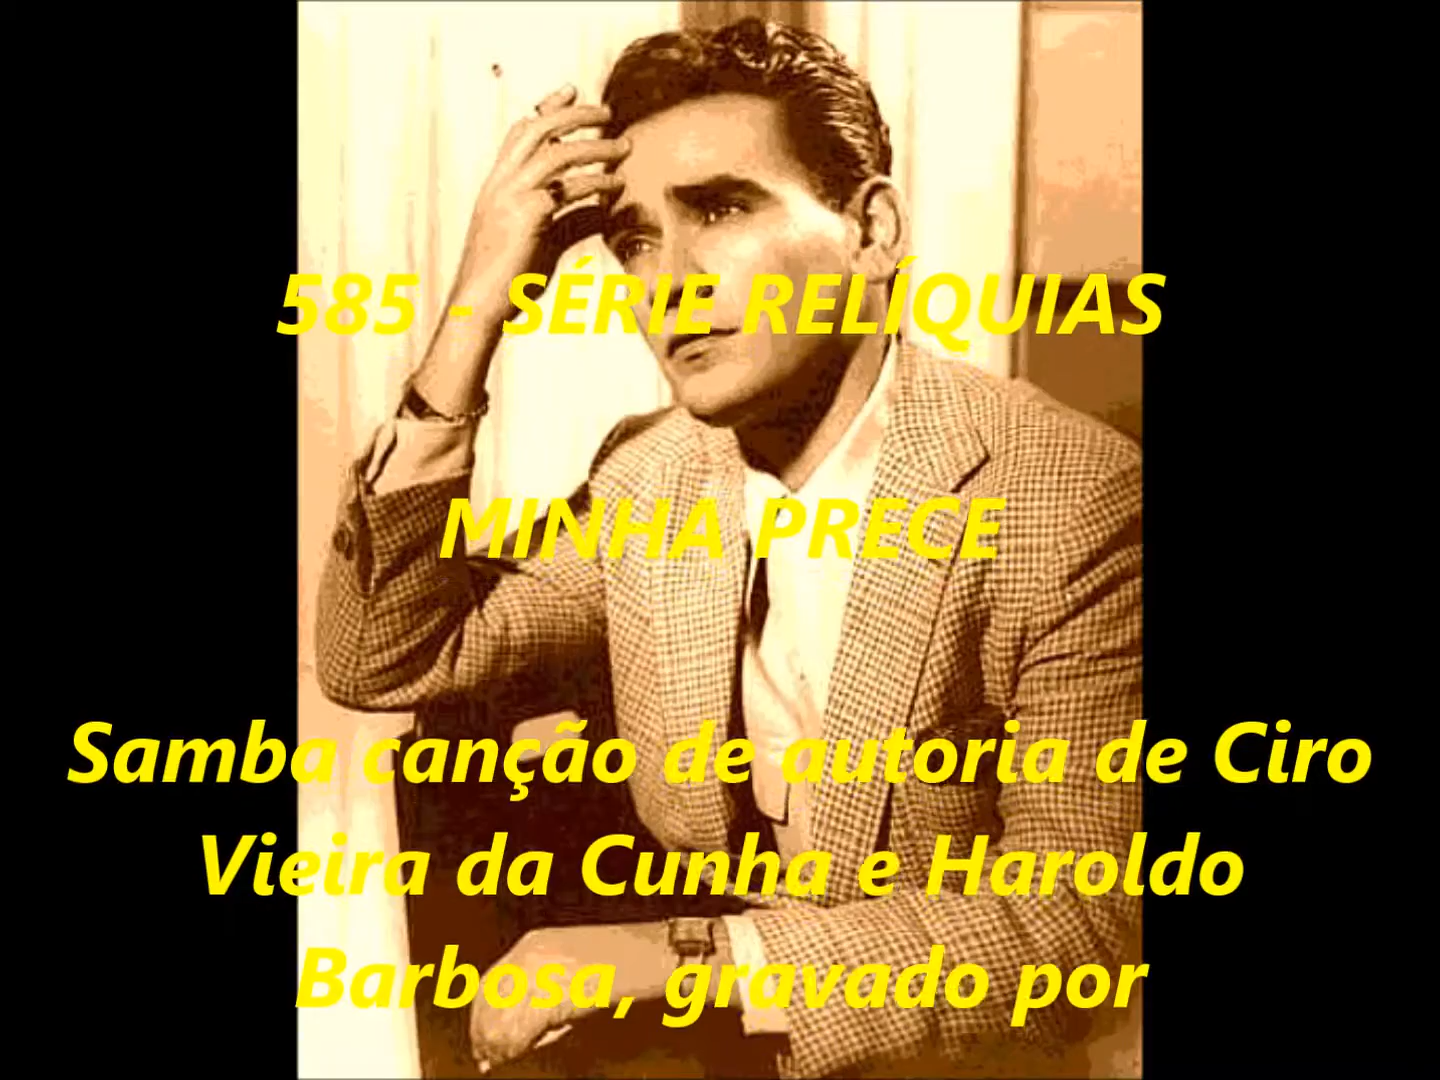 585 - SÉRIE RELÍQUIAS
MINHA PRECE
Samba canção de autoria de Ciro
Vieira da Cunha e Haroldo
Barbosa, gravado por